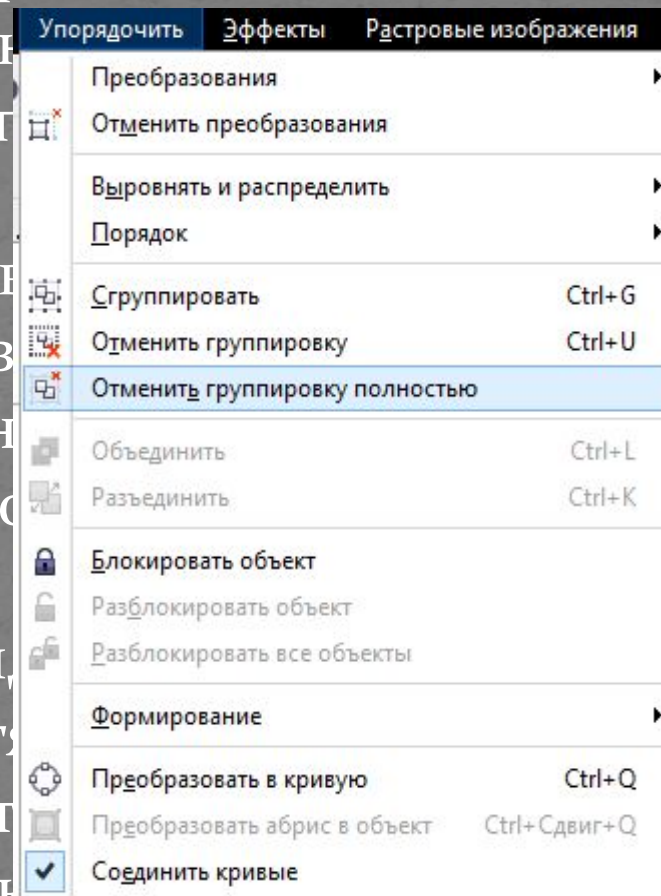 Упорядочить Эффекты Растровые изображения
Преобразования
Отменить преобразования
Выровнять и распределить
Порядок
Сгруппировать Ctrl+G
Отменить группировку Ctrl+U
Отменить группировку полностью
Объединить Ctrl+L
Разъединить Ctrl+K
Блокировать объект
Разблокировать объект
Разблокировать все объекты
Формирование
Преобразовать в кривую Ctrl+Q
Преобразовать абрис в объект Ctrl+Сдвиг+Q
Соединить кривые